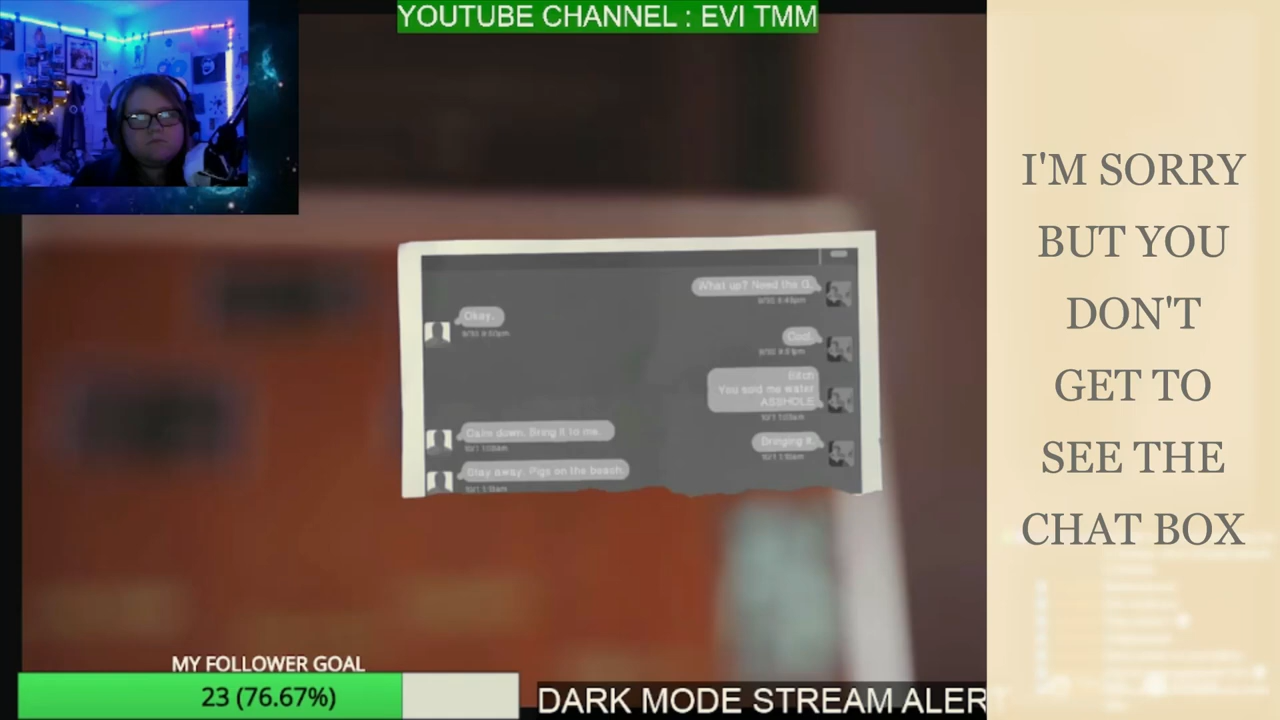 YOUTUBE CHANNEL : EVI TMM
What up? Need the G.
Okay.
Cool.
Bitch
You sold me water
ASSHOLE
Calm down. Bring it to me.
Bringing it.
Stay away. Pigs on the beach.
MY FOLLOWER GOAL
23 (76.67%)
DARK MODE STREAM ALER
I'M SORRY
BUT YOU
DON'T
GET TO
SEE THE
CHAT BOX